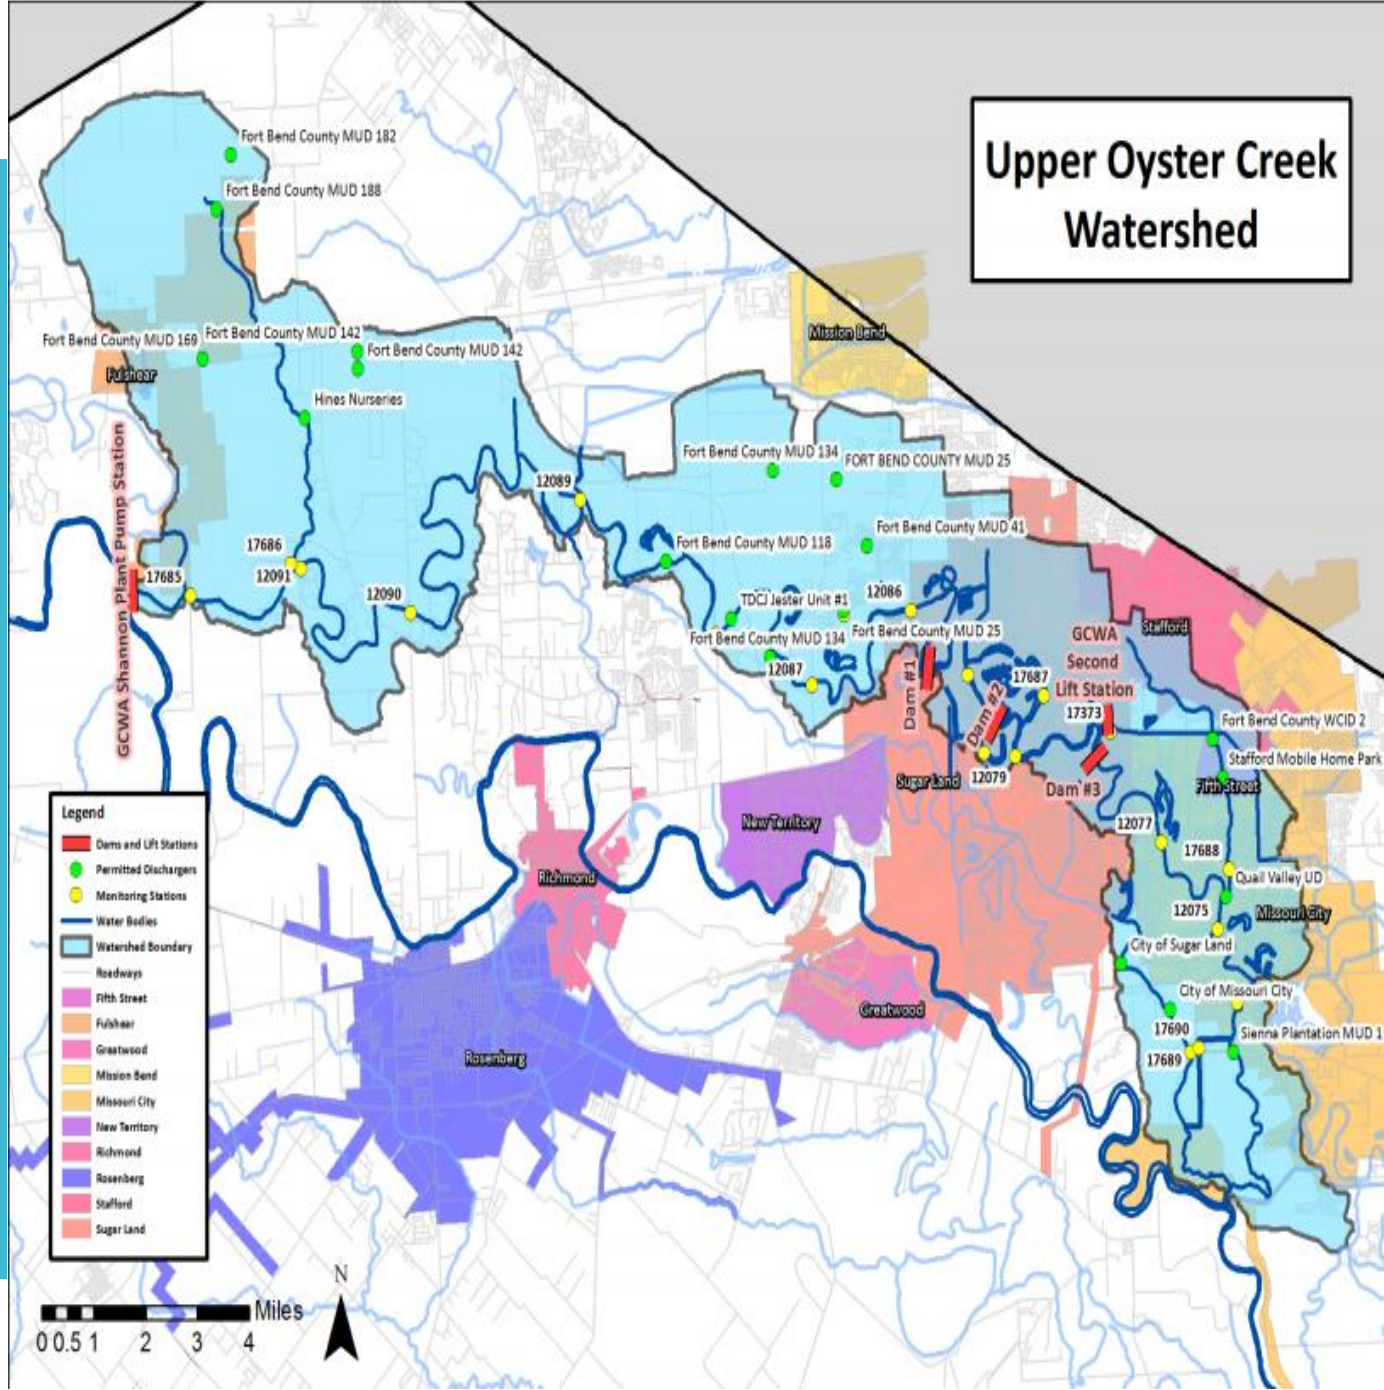 Upper Oyster Creek
Watershed
Fort Bend County MUD 182
Fort Bend County MUD 188
Mission Bend
Fort Bend County MUD 169
Fort Bend County MUD 142
Fort Bend County MUD 142
Fulshear
Hines Nurseries
GCWA Shannon Plant Pump Station
Fort Bend County MUD 134
FORT BEND COUNTY MUD 25
12089
Fort Bend County MUD 41
17686
Fort Bend County MUD 118
12091
17685
12090
12086
TDCJ Jester Unit #1
Fort Bend County MUD 25
Fort Bend County MUD 134
12087
GCWA
Second
Lift Station
Stafford
17687
17373
Dam #1
Dam #2
Dam #3
Fort Bend County WCID 2
Stafford Mobile Home Park
Fifth Street
Sugar Land
12079
New Territory
12077
17688
Quail Valley UD
12075
Missouri City
Richmond
City of Sugar Land
City of Missouri City
Greatwood
17690
17689
Sienna Plantation MUD 1
Rosenberg
Legend
Dams and Lift Stations
Permitted Dischargers
Monitoring Stations
Water Bodies
Watershed Boundary
Roadways
Fifth Street
Fulshear
Greatwood
Mission Bend
Missouri City
New Territory
Richmond
Rosenberg
Stafford
Sugar Land
N
Miles
0 0.5 1 2 3 4